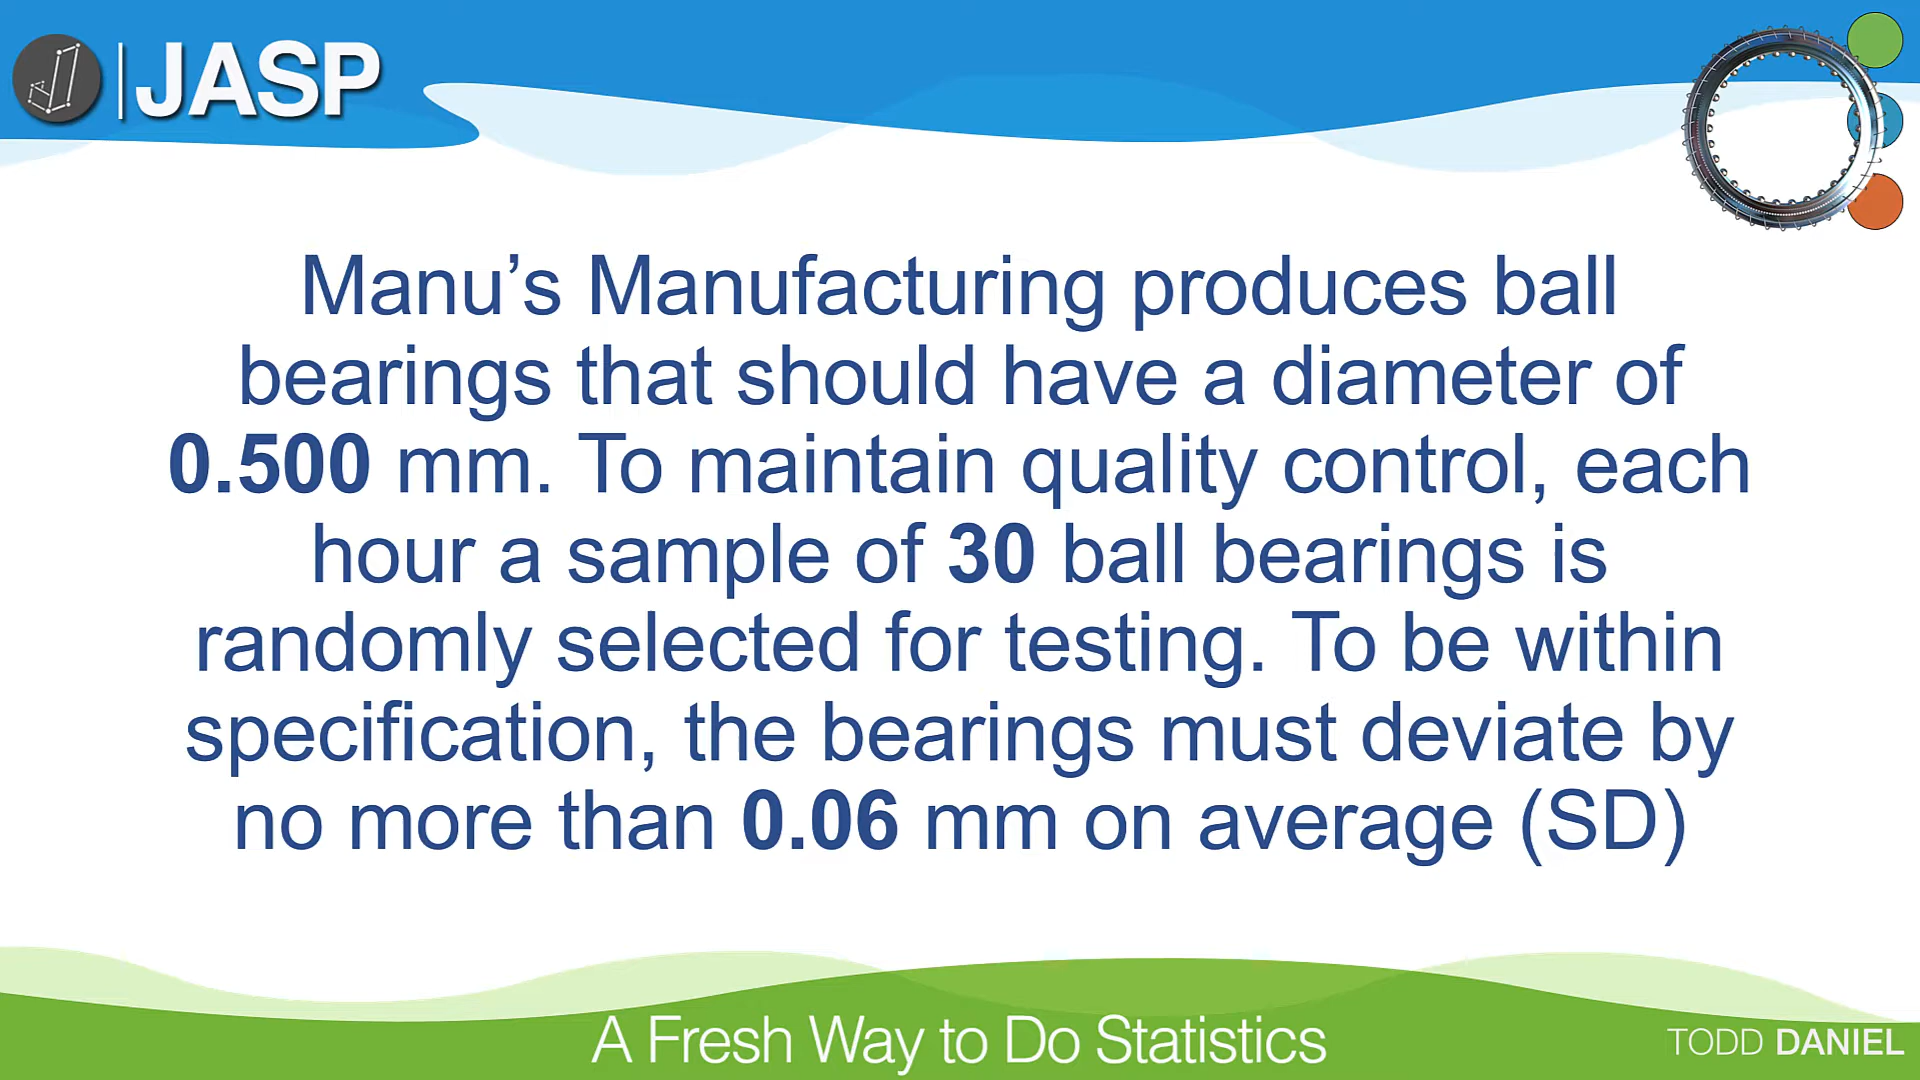 JASP
Manu’s Manufacturing produces ball
bearings that should have a diameter of
0.500 mm. To maintain quality control, each
hour a sample of 30 ball bearings is
randomly selected for testing. To be within
specification, the bearings must deviate by
no more than 0.06 mm on average (SD)
A Fresh Way to Do Statistics
TODD DANIEL